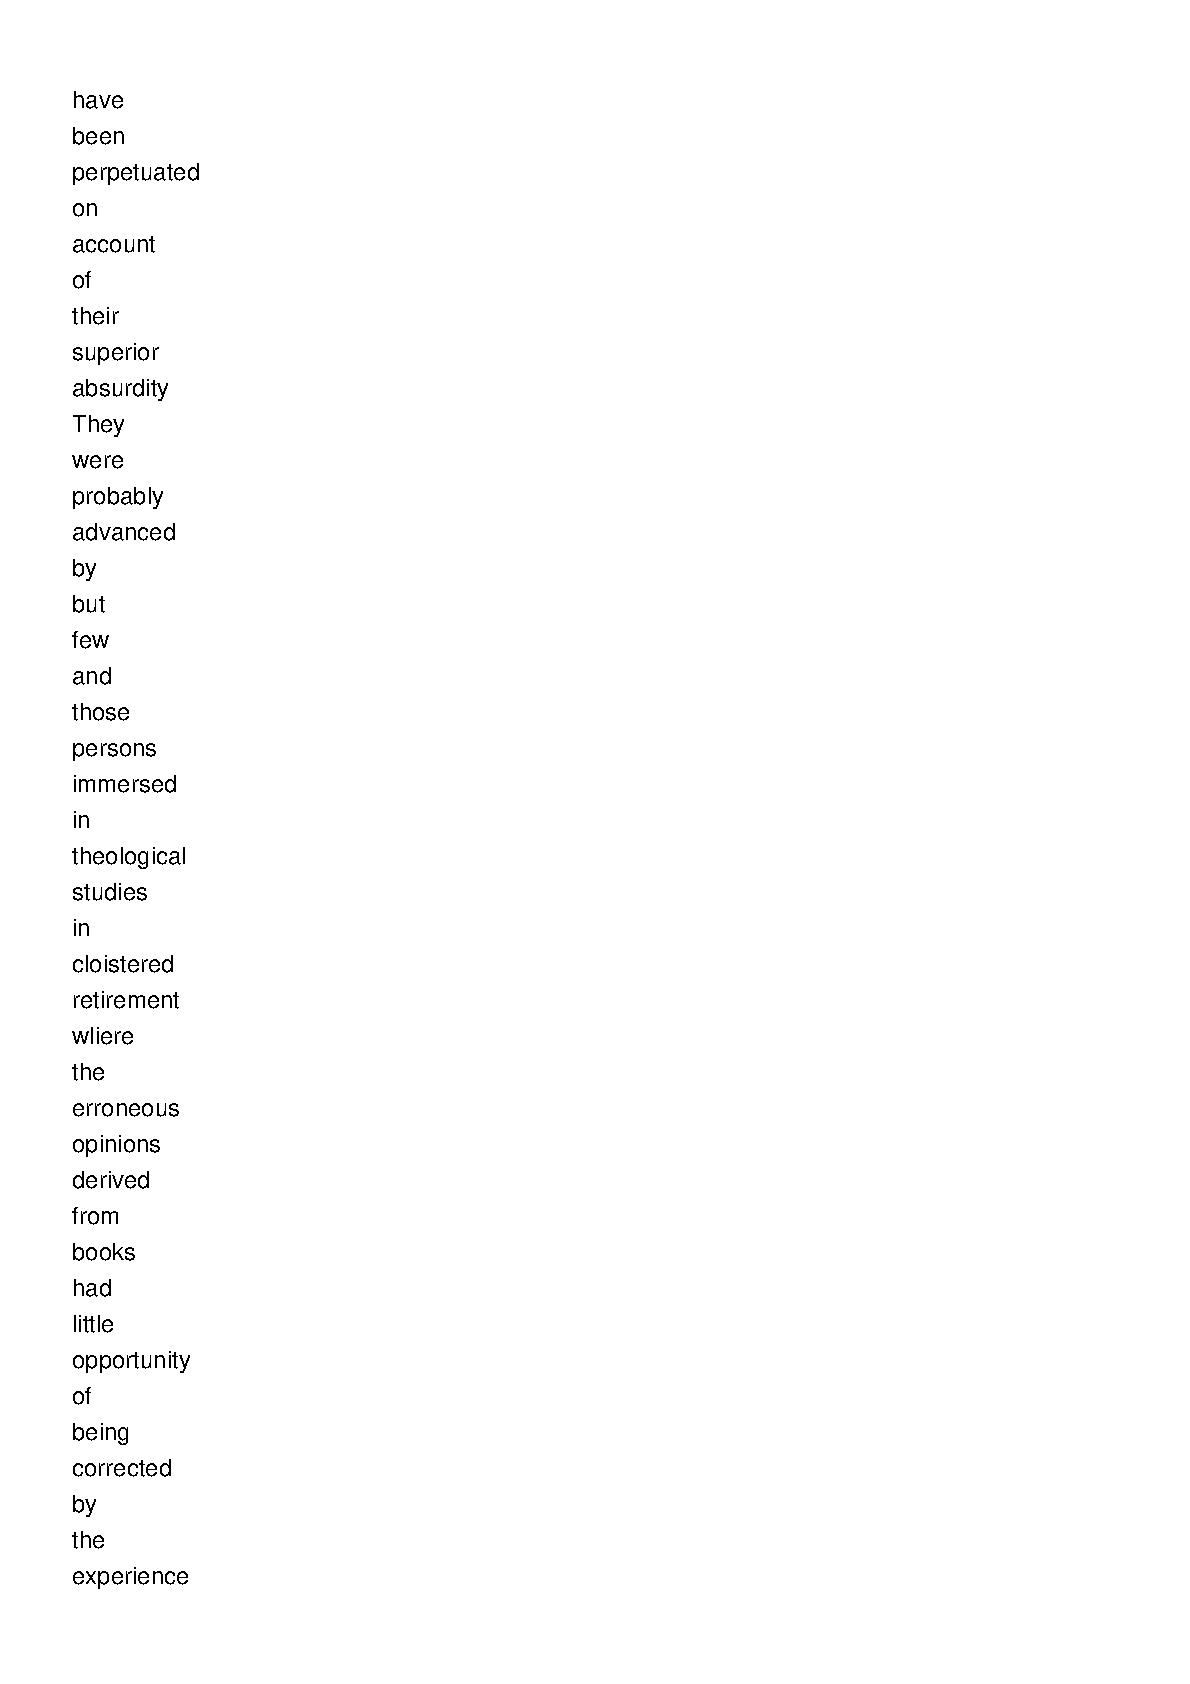 have
been
perpetuated
on
account
of
their
superior
absurdity
They
were
probably
advanced
by
but
few
and
those
persons
immersed
in
theological
studies
in
cloistered
retirement
wliere
the
erroneous
opinions
derived
from
books
had
little
opportunity
of
being
corrected
by
the
experience